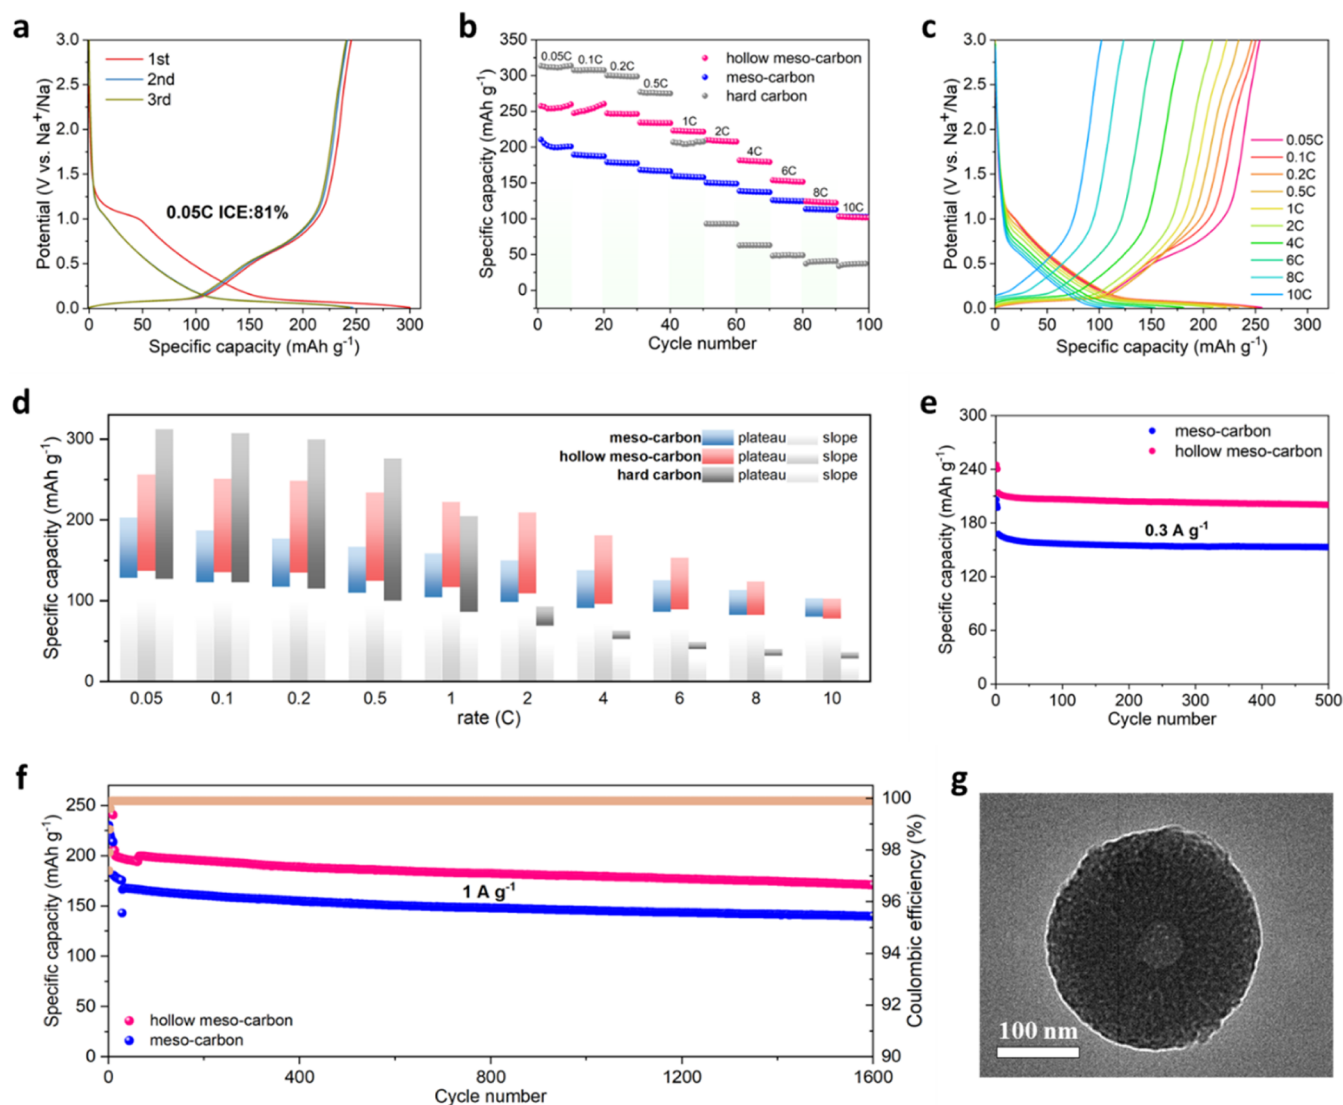 a
3.0
2.5
2.0
1.5
1.0
0.5
0.0
Potential (V vs. Na⁺/Na)
1st
2nd
3rd
0.05C ICE:81%
0 50 100 150 200 250 300
Specific capacity (mAh g⁻¹)
b
350
300
250
200
150
100
50
0
Specific capacity (mAh g⁻¹)
hollow meso-carbon
meso-carbon
hard carbon
0.05C 0.1C 0.2C 0.5C 1C 2C 4C 6C 8C 10C
0 20 40 60 80 100
Cycle number
c
3.0
2.5
2.0
1.5
1.0
0.5
0.0
Potential (V vs. Na⁺/Na)
0.05C
0.1C
0.2C
0.5C
1C
2C
4C
6C
8C
10C
0 50 100 150 200 250 300
Specific capacity (mAh g⁻¹)
d
300
200
100
0
Specific capacity (mAh g⁻¹)
meso-carbon plateau slope
hollow meso-carbon plateau slope
hard carbon plateau slope
0.05 0.1 0.2 0.5 1 2 4 6 8 10
rate (C)
e
300
240
180
120
60
0
Specific capacity (mAh g⁻¹)
meso-carbon
hollow meso-carbon
0.3 A g⁻¹
0 100 200 300 400 500
Cycle number
f
250
200
150
100
50
0
Specific capacity (mAh g⁻¹)
1 A g⁻¹
hollow meso-carbon
meso-carbon
100
98
96
94
92
90
Coulombic efficiency (%)
0 400 800 1200 1600
Cycle number
g
100 nm